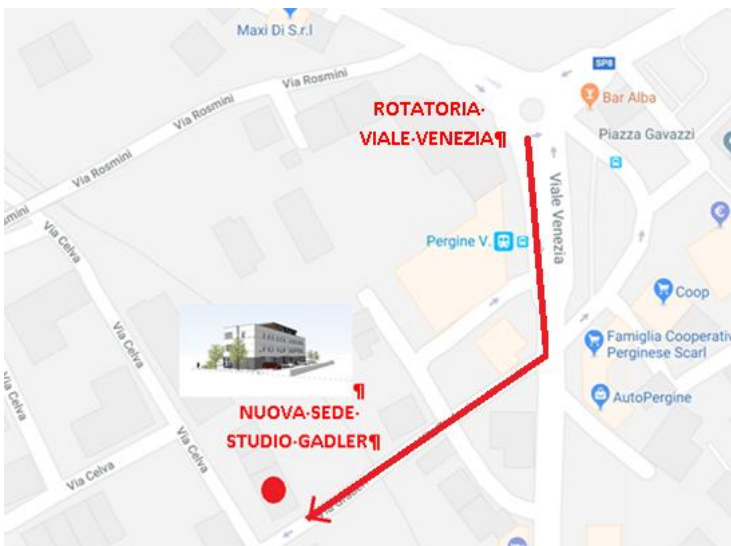 Maxi Di S.r.l
SP8
Via Rosmini
Bar Alba
ROTATORIA·
VIALE·VENEZIA¶
Via Rosmini
Piazza Gavazzi
Via Rosmini
Viale Venezia
Via Celva
Pergine V.
Coop
Via Celva
Famiglia Cooperativ
Perginese Scarl
¶
AutoPergine
NUOVA·SEDE·
STUDIO·GADLER¶
Via Celva
Via Celva
Via Celva